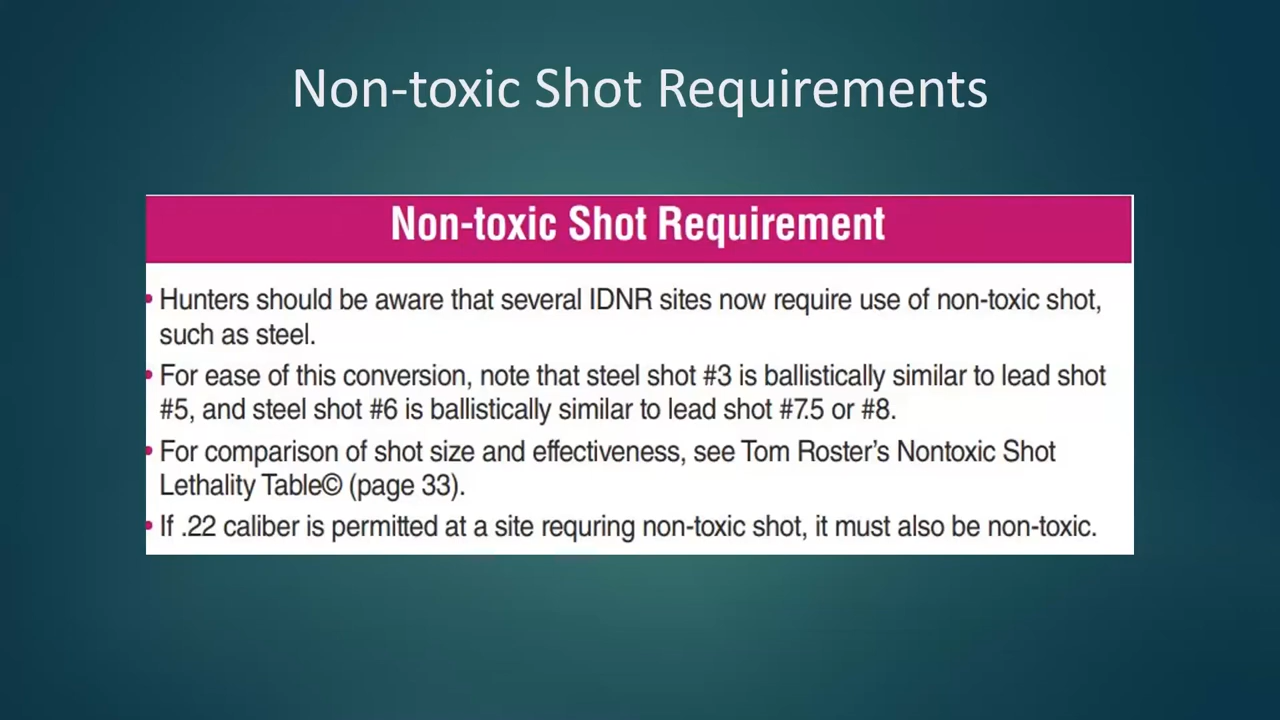 Non-toxic Shot Requirements
Non-toxic Shot Requirement
• Hunters should be aware that several IDNR sites now require use of non-toxic shot,
such as steel.
• For ease of this conversion, note that steel shot #3 is ballistically similar to lead shot
#5, and steel shot #6 is ballistically similar to lead shot #7.5 or #8.
• For comparison of shot size and effectiveness, see Tom Roster’s Nontoxic Shot
Lethality Table© (page 33).
• If .22 caliber is permitted at a site requring non-toxic shot, it must also be non-toxic.